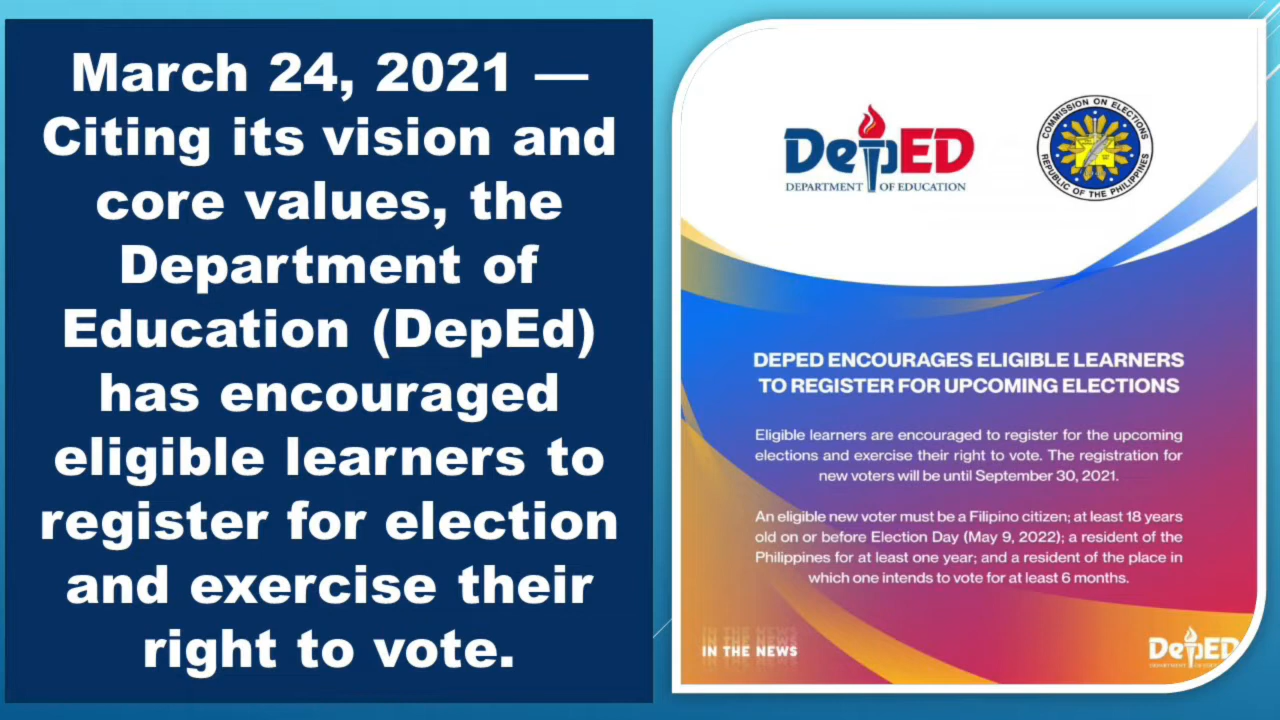 March 24, 2021 —
Citing its vision and
core values, the
Department of
Education (DepEd)
has encouraged
eligible learners to
register for election
and exercise their
right to vote.
DepED
DEPARTMENT OF EDUCATION
COMMISSION ON ELECTIONS
REPUBLIC OF THE PHILIPPINES
DEPED ENCOURAGES ELIGIBLE LEARNERS
TO REGISTER FOR UPCOMING ELECTIONS
Eligible learners are encouraged to register for the upcoming
elections and exercise their right to vote. The registration for
new voters will be until September 30, 2021.
An eligible new voter must be a Filipino citizen; at least 18 years
old on or before Election Day (May 9, 2022); a resident of the
Philippines for at least one year; and a resident of the place in
which one intends to vote for at least 6 months.
IN THE NEWS
IN THE NEWS
DepED